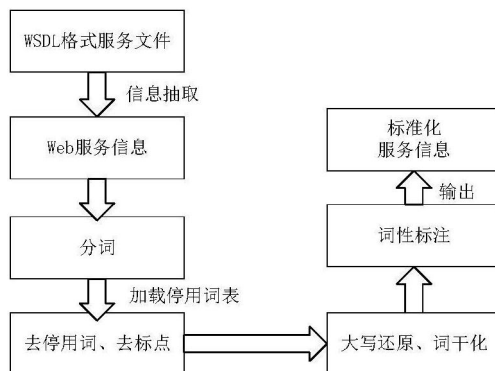 WSDL格式服务文件
信息抽取
Web服务信息
分词
加载停用词表
去停用词、去标点
大写还原、词干化
词性标注
输出
标准化
服务信息